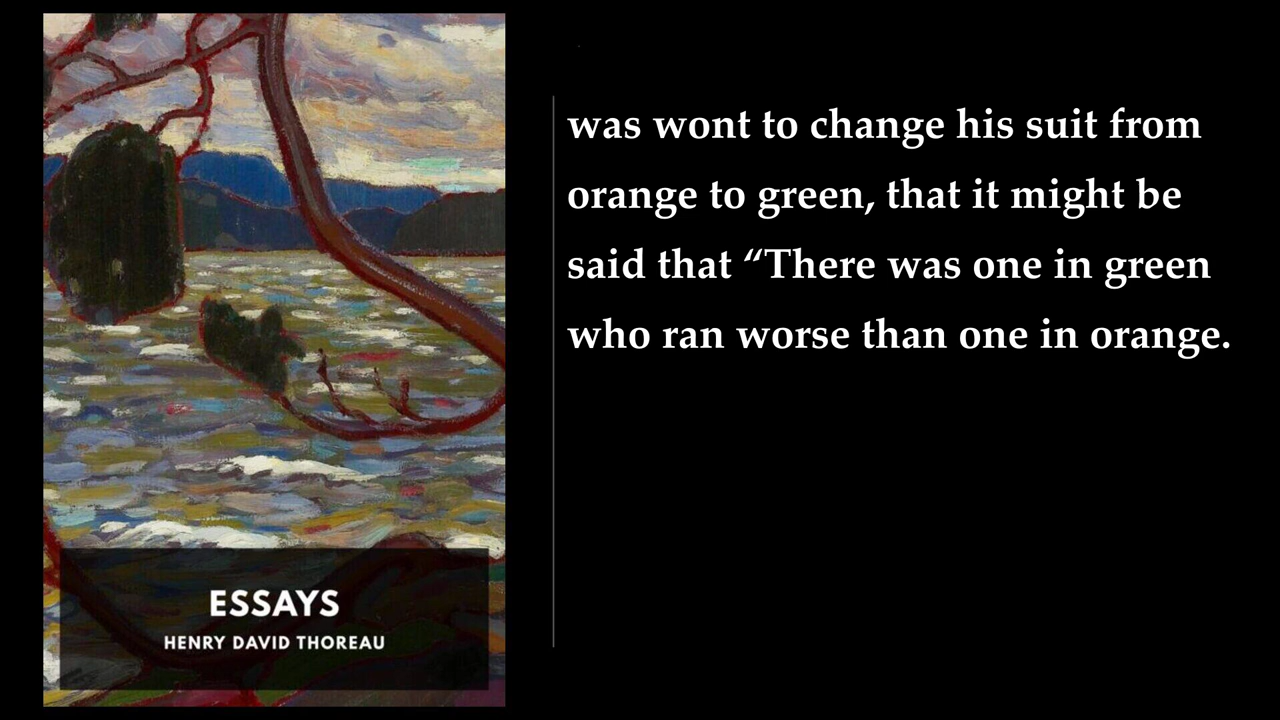 was wont to change his suit from
orange to green, that it might be
said that “There was one in green
who ran worse than one in orange.
ESSAYS
HENRY DAVID THOREAU